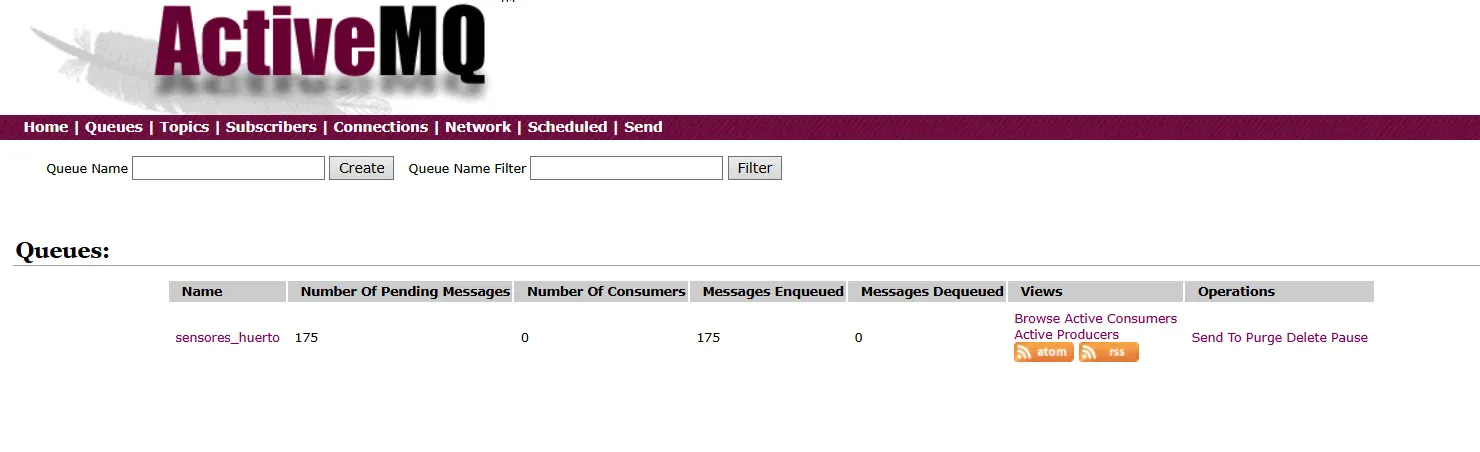 ActiveMQ
Home | Queues | Topics | Subscribers | Connections | Network | Scheduled | Send
Queue Name Create Queue Name Filter Filter
Queues:
Name Number Of Pending Messages Number Of Consumers Messages Enqueued Messages Dequeued Views Operations
sensores_huerto 175 0 175 0 Browse Active Consumers
Active Producers
atom rss
Send To Purge Delete Pause